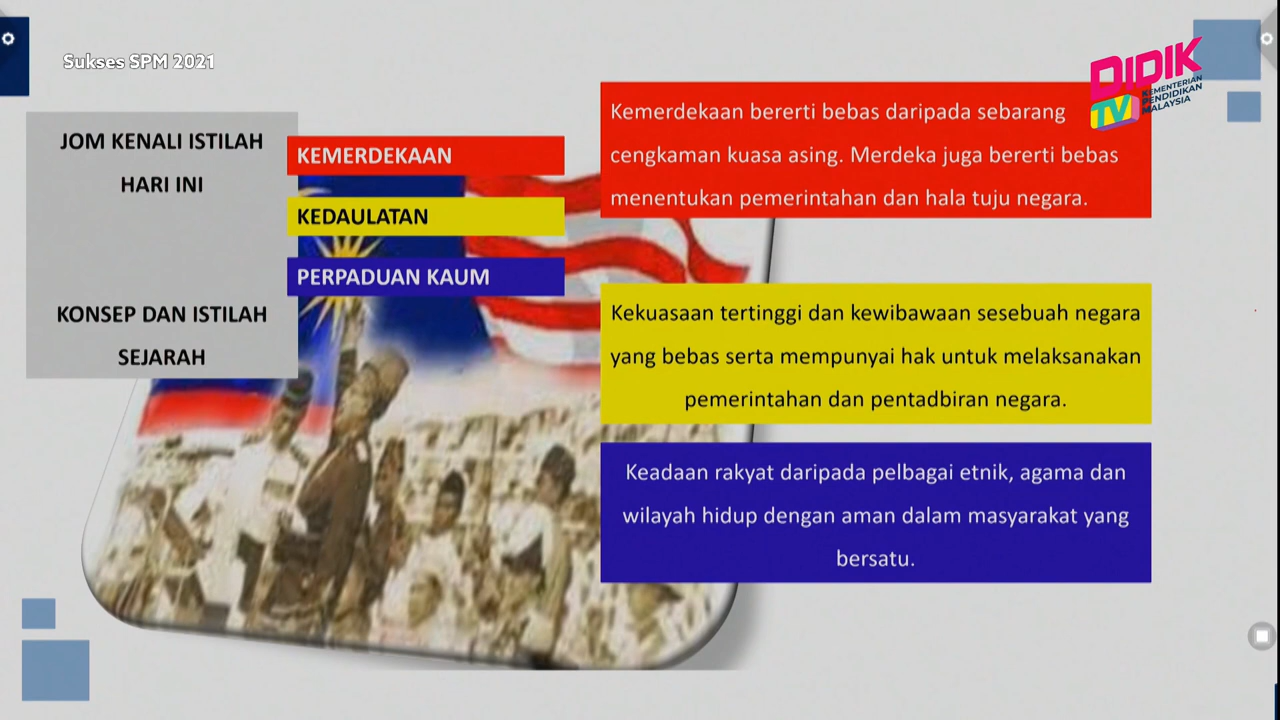 Sukses SPM 2021
DIDIK
TV
KEMENTERIAN
PENDIDIKAN
MALAYSIA
JOM KENALI ISTILAH
HARI INI
KONSEP DAN ISTILAH
SEJARAH
KEMERDEKAAN
KEDAULATAN
PERPADUAN KAUM
Kemerdekaan bererti bebas daripada sebarang
cengkaman kuasa asing. Merdeka juga bererti bebas
menentukan pemerintahan dan hala tuju negara.
Kekuasaan tertinggi dan kewibawaan sesebuah negara
yang bebas serta mempunyai hak untuk melaksanakan
pemerintahan dan pentadbiran negara.
Keadaan rakyat daripada pelbagai etnik, agama dan
wilayah hidup dengan aman dalam masyarakat yang
bersatu.